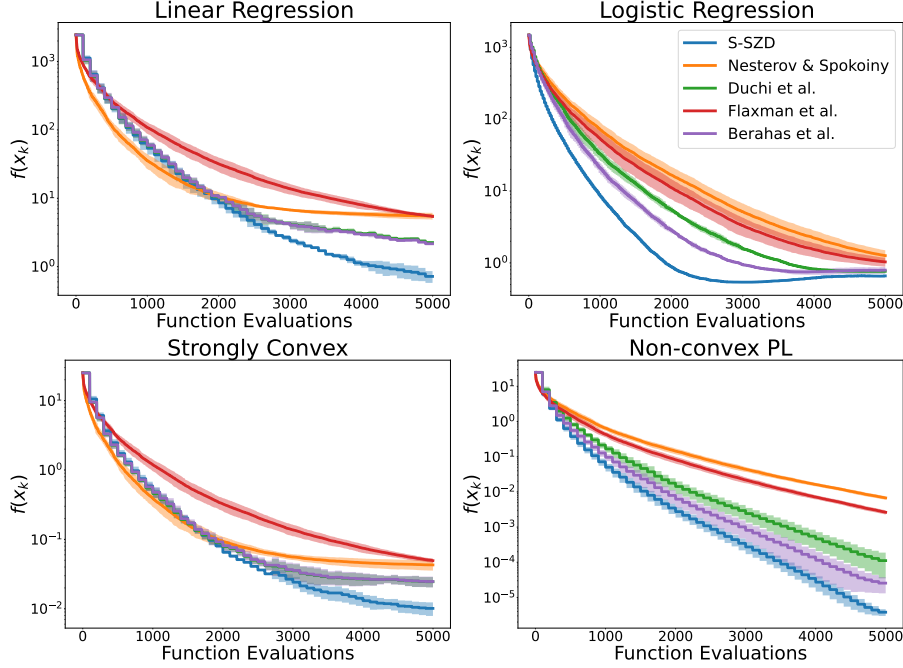 Linear Regression
10³
10²
10¹
10⁰
f(x_k)
0 1000 2000 3000 4000 5000
Function Evaluations
Logistic Regression
10³
10²
10¹
10⁰
f(x_k)
S-SZD
Nesterov & Spokoiny
Duchi et al.
Flaxman et al.
Berahas et al.
0 1000 2000 3000 4000 5000
Function Evaluations
Strongly Convex
10¹
10⁰
10⁻¹
10⁻²
f(x_k)
0 1000 2000 3000 4000 5000
Function Evaluations
Non-convex PL
10¹
10⁰
10⁻¹
10⁻²
10⁻³
10⁻⁴
10⁻⁵
f(x_k)
0 1000 2000 3000 4000 5000
Function Evaluations